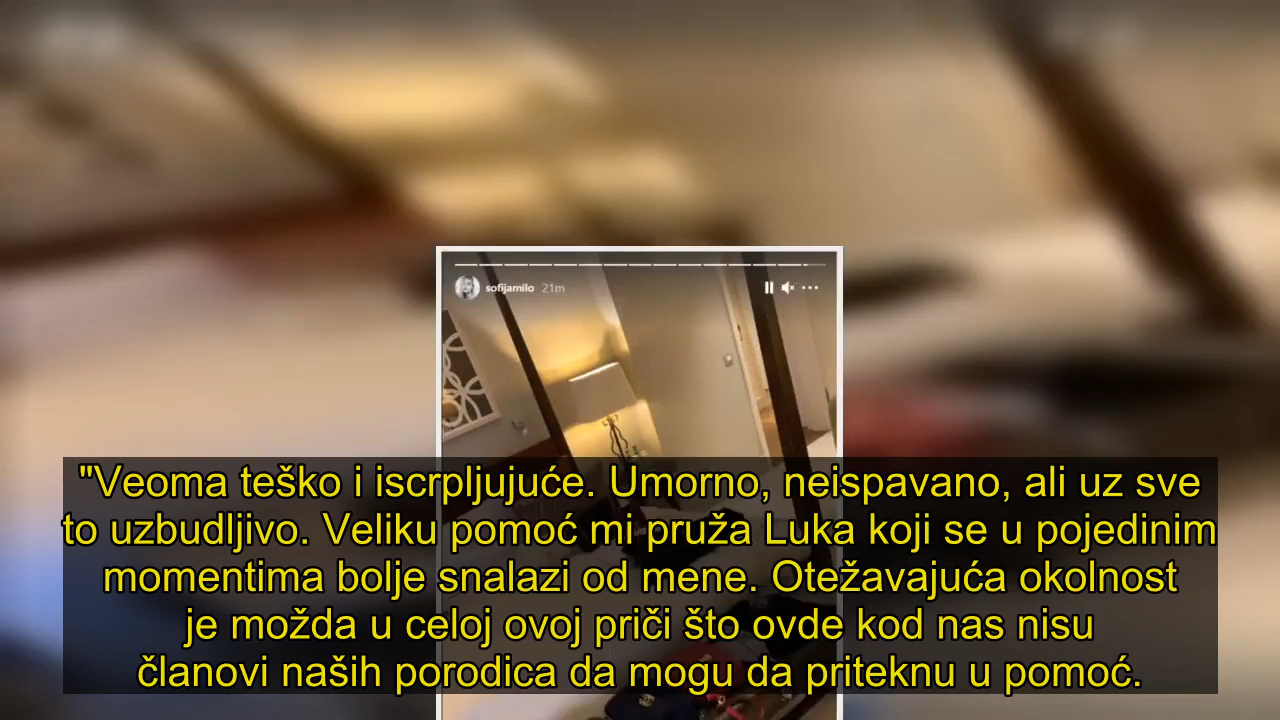 sofijamilo 21m
"Veoma teško i iscrpljujuće. Umorno, neispavano, ali uz sve
to uzbudljivo. Veliku pomoć mi pruža Luka koji se u pojedinim
momentima bolje snalazi od mene. Otežavajuća okolnost
je možda u celoj ovoj priči što ovde kod nas nisu
članovi naših porodica da mogu da priteknu u pomoć.